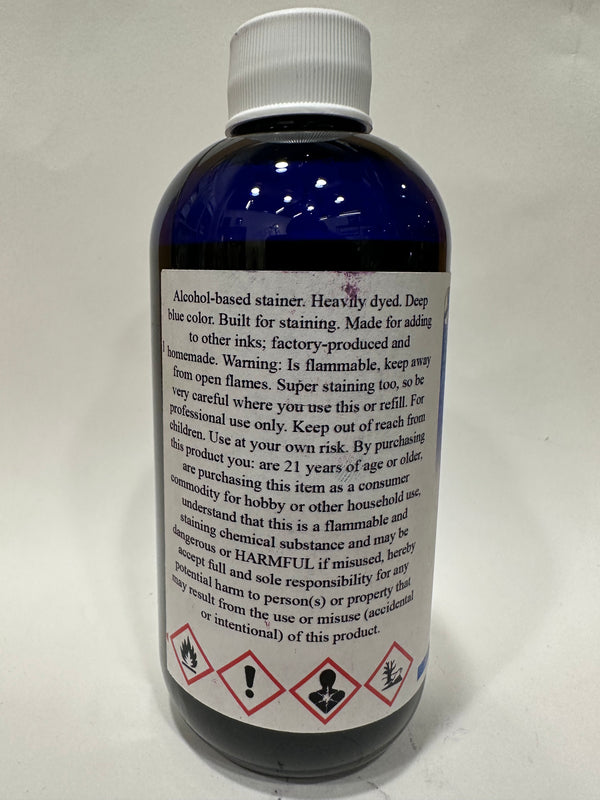 Alcohol-based stainer. Heavily dyed. Deep
blue color. Built for staining. Made for adding
to other inks; factory-produced and
homemade. Warning: Is flammable, keep away
from open flames. Super staining too, so be
very careful where you use this or refill. For
professional use only. Keep out of reach from
children. Use at your own risk. By purchasing
this product you: are 21 years of age or older,
are purchasing this item as a consumer
commodity for hobby or other household use,
understand that this is a flammable and
staining chemical substance and may be
dangerous or HARMFUL if misused, hereby
accept full and sole responsibility for any
potential harm to person(s) or property that
may result from the use or misuse (accidental
or intentional) of this product.